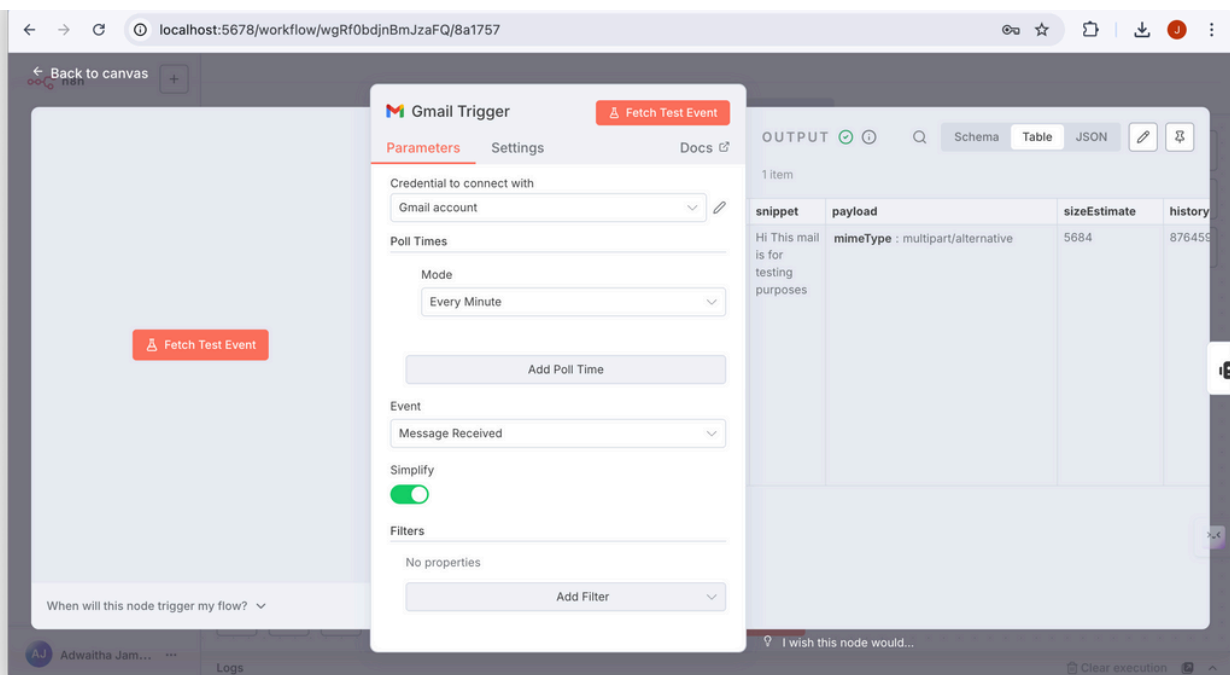 localhost:5678/workflow/wgRf0bdjnBmJzaFQ/8a1757
J
Back to canvas
n8n
Fetch Test Event
When will this node trigger my flow?
Gmail Trigger
Fetch Test Event
Parameters Settings Docs
Credential to connect with
Gmail account
Poll Times
Mode
Every Minute
Add Poll Time
Event
Message Received
Simplify
Filters
No properties
Add Filter
OUTPUT Schema Table JSON
1 item
snippet payload sizeEstimate history
Hi This mail mimeType : multipart/alternative 5684 876459
is for
testing
purposes
I wish this node would...
AJ Adwaitha Jam...
Logs Clear execution